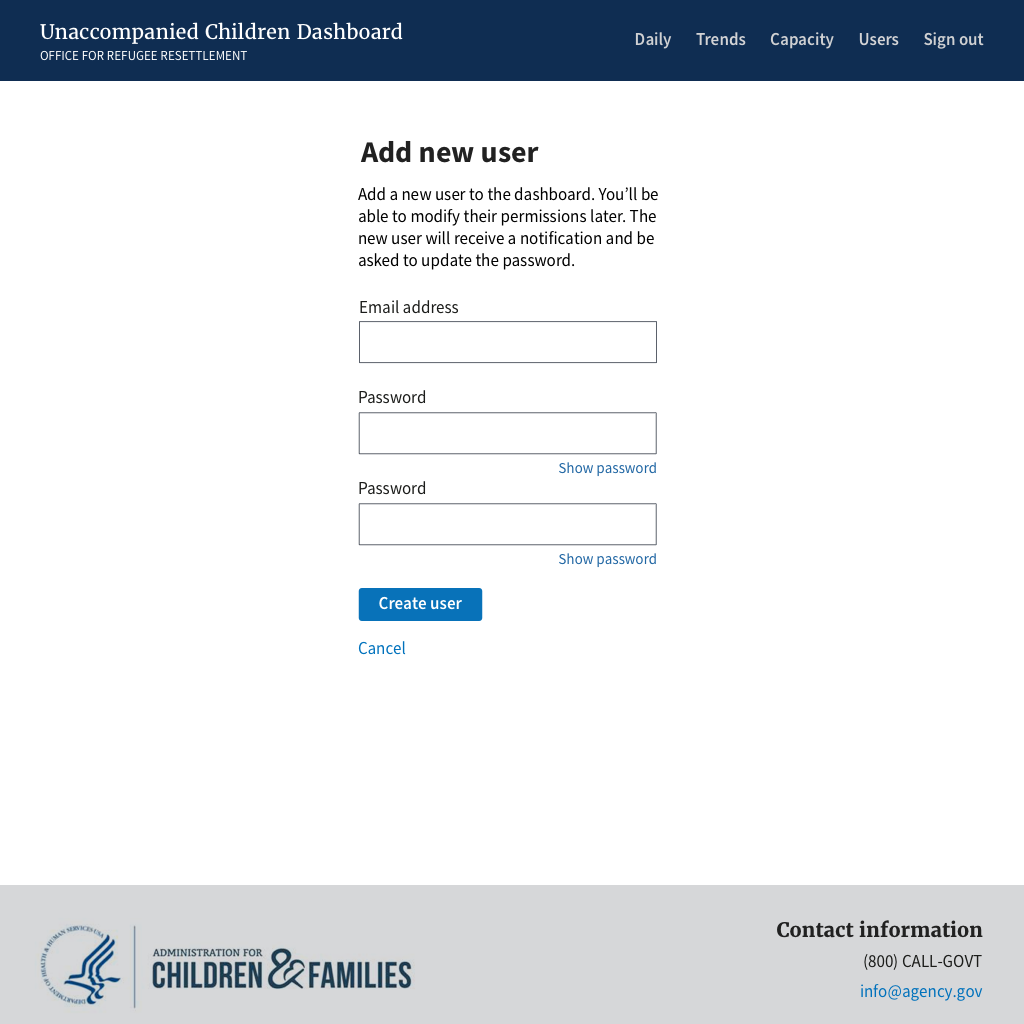 Unaccompanied Children Dashboard
OFFICE FOR REFUGEE RESETTLEMENT
Daily Trends Capacity Users Sign out
Add new user
Add a new user to the dashboard. You’ll be
able to modify their permissions later. The
new user will receive a notification and be
asked to update the password.
Email address
Password
Show password
Password
Show password
Create user
Cancel
DEPARTMENT OF HEALTH & HUMAN SERVICES·USA
ADMINISTRATION FOR
CHILDREN & FAMILIES
Contact information
(800) CALL-GOVT
info@agency.gov